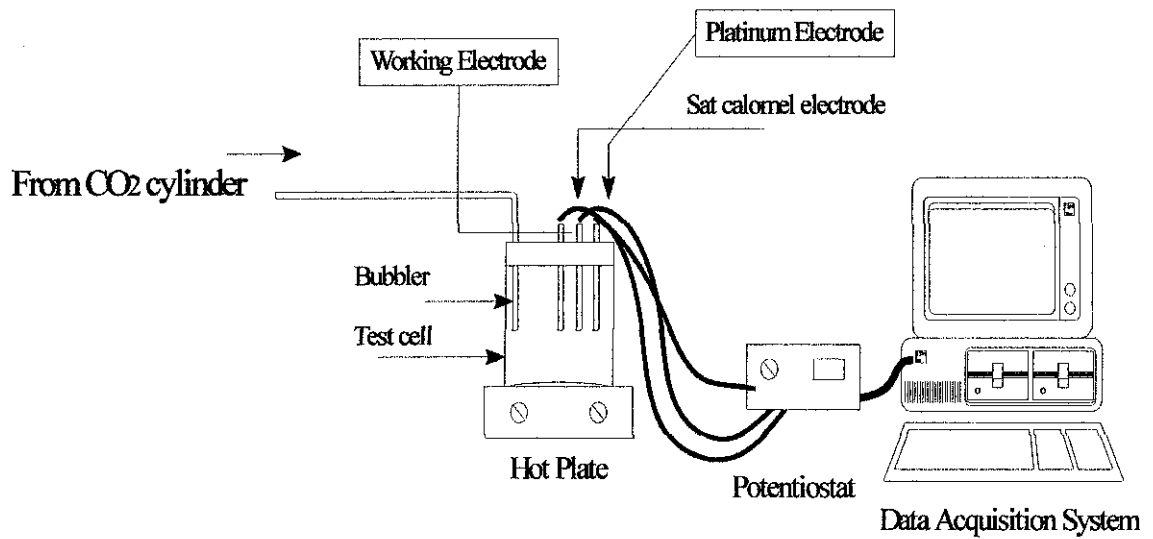 Platinum Electrode
Working Electrode
Sat calomel electrode
From CO2 cylinder
Bubbler
Test cell
Hot Plate
Potentiostat
Data Acquisition System